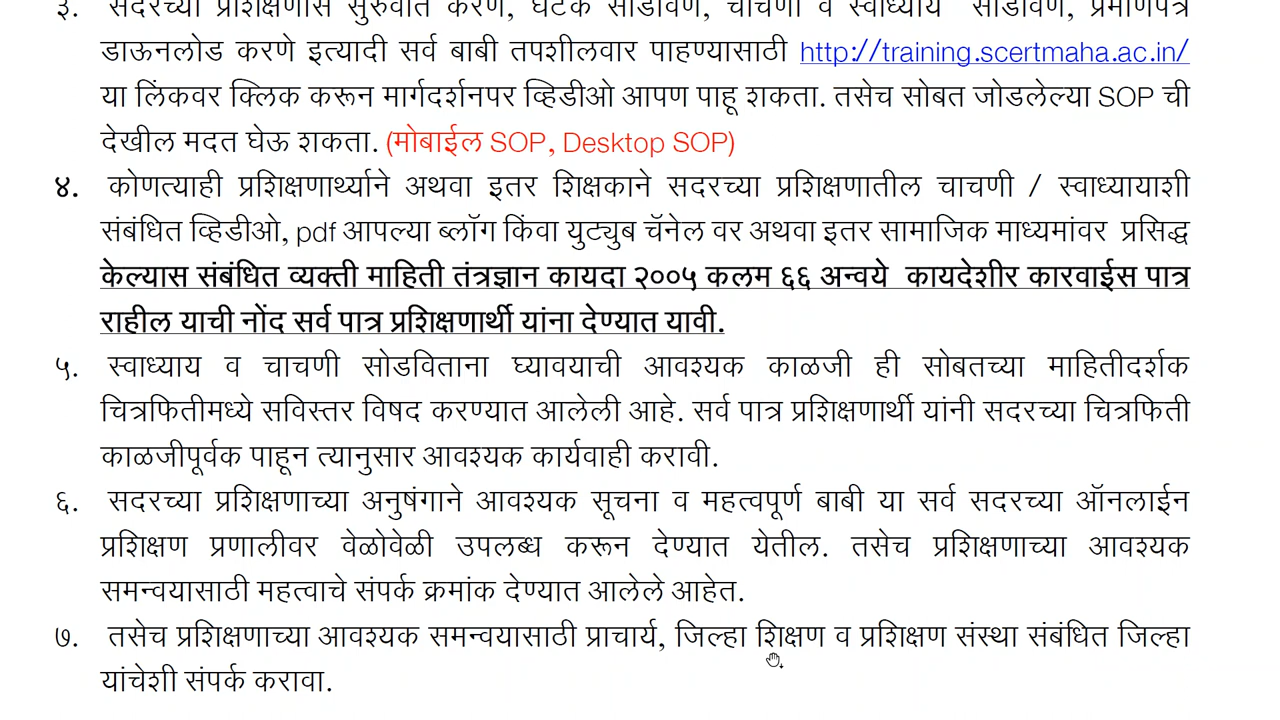 ३. सदरच्या प्रशिक्षणास सुरुवात करणे, घटक सोडविणे, चाचणी व स्वाध्याय सोडविणे, प्रमाणपत्र
डाऊनलोड करणे इत्यादी सर्व बाबी तपशीलवार पाहण्यासाठी http://training.scertmaha.ac.in/
या लिंकवर क्लिक करून मार्गदर्शनपर व्हिडीओ आपण पाहू शकता. तसेच सोबत जोडलेल्या SOP ची
देखील मदत घेऊ शकता. (मोबाईल SOP, Desktop SOP)
४. कोणत्याही प्रशिक्षणार्थ्याने अथवा इतर शिक्षकाने सदरच्या प्रशिक्षणातील चाचणी / स्वाध्यायाशी
संबंधित व्हिडीओ, pdf आपल्या ब्लॉग किंवा युट्युब चॅनेल वर अथवा इतर सामाजिक माध्यमांवर प्रसिद्ध
केल्यास संबंधित व्यक्ती माहिती तंत्रज्ञान कायदा २००५ कलम ६६ अन्वये कायदेशीर कारवाईस पात्र
राहील याची नोंद सर्व पात्र प्रशिक्षणार्थी यांना देण्यात यावी.
५. स्वाध्याय व चाचणी सोडविताना घ्यावयाची आवश्यक काळजी ही सोबतच्या माहितीदर्शक
चित्रफितीमध्ये सविस्तर विषद करण्यात आलेली आहे. सर्व पात्र प्रशिक्षणार्थी यांनी सदरच्या चित्रफिती
काळजीपूर्वक पाहून त्यानुसार आवश्यक कार्यवाही करावी.
६. सदरच्या प्रशिक्षणाच्या अनुषंगाने आवश्यक सूचना व महत्वपूर्ण बाबी या सर्व सदरच्या ऑनलाईन
प्रशिक्षण प्रणालीवर वेळोवेळी उपलब्ध करून देण्यात येतील. तसेच प्रशिक्षणाच्या आवश्यक
समन्वयासाठी महत्वाचे संपर्क क्रमांक देण्यात आलेले आहेत.
७. तसेच प्रशिक्षणाच्या आवश्यक समन्वयासाठी प्राचार्य, जिल्हा शिक्षण व प्रशिक्षण संस्था संबंधित जिल्हा
यांचेशी संपर्क करावा.